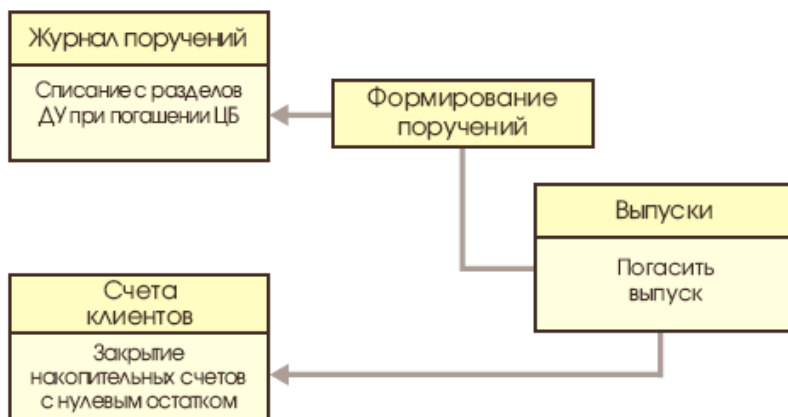 Журнал поручений
Списание с разделов
ДУ при погашении ЦБ
Формирование
поручений
Выпуски
Погасить
выпуск
Счета
клиентов
Закрытие
накопительных счетов
с нулевым остатком